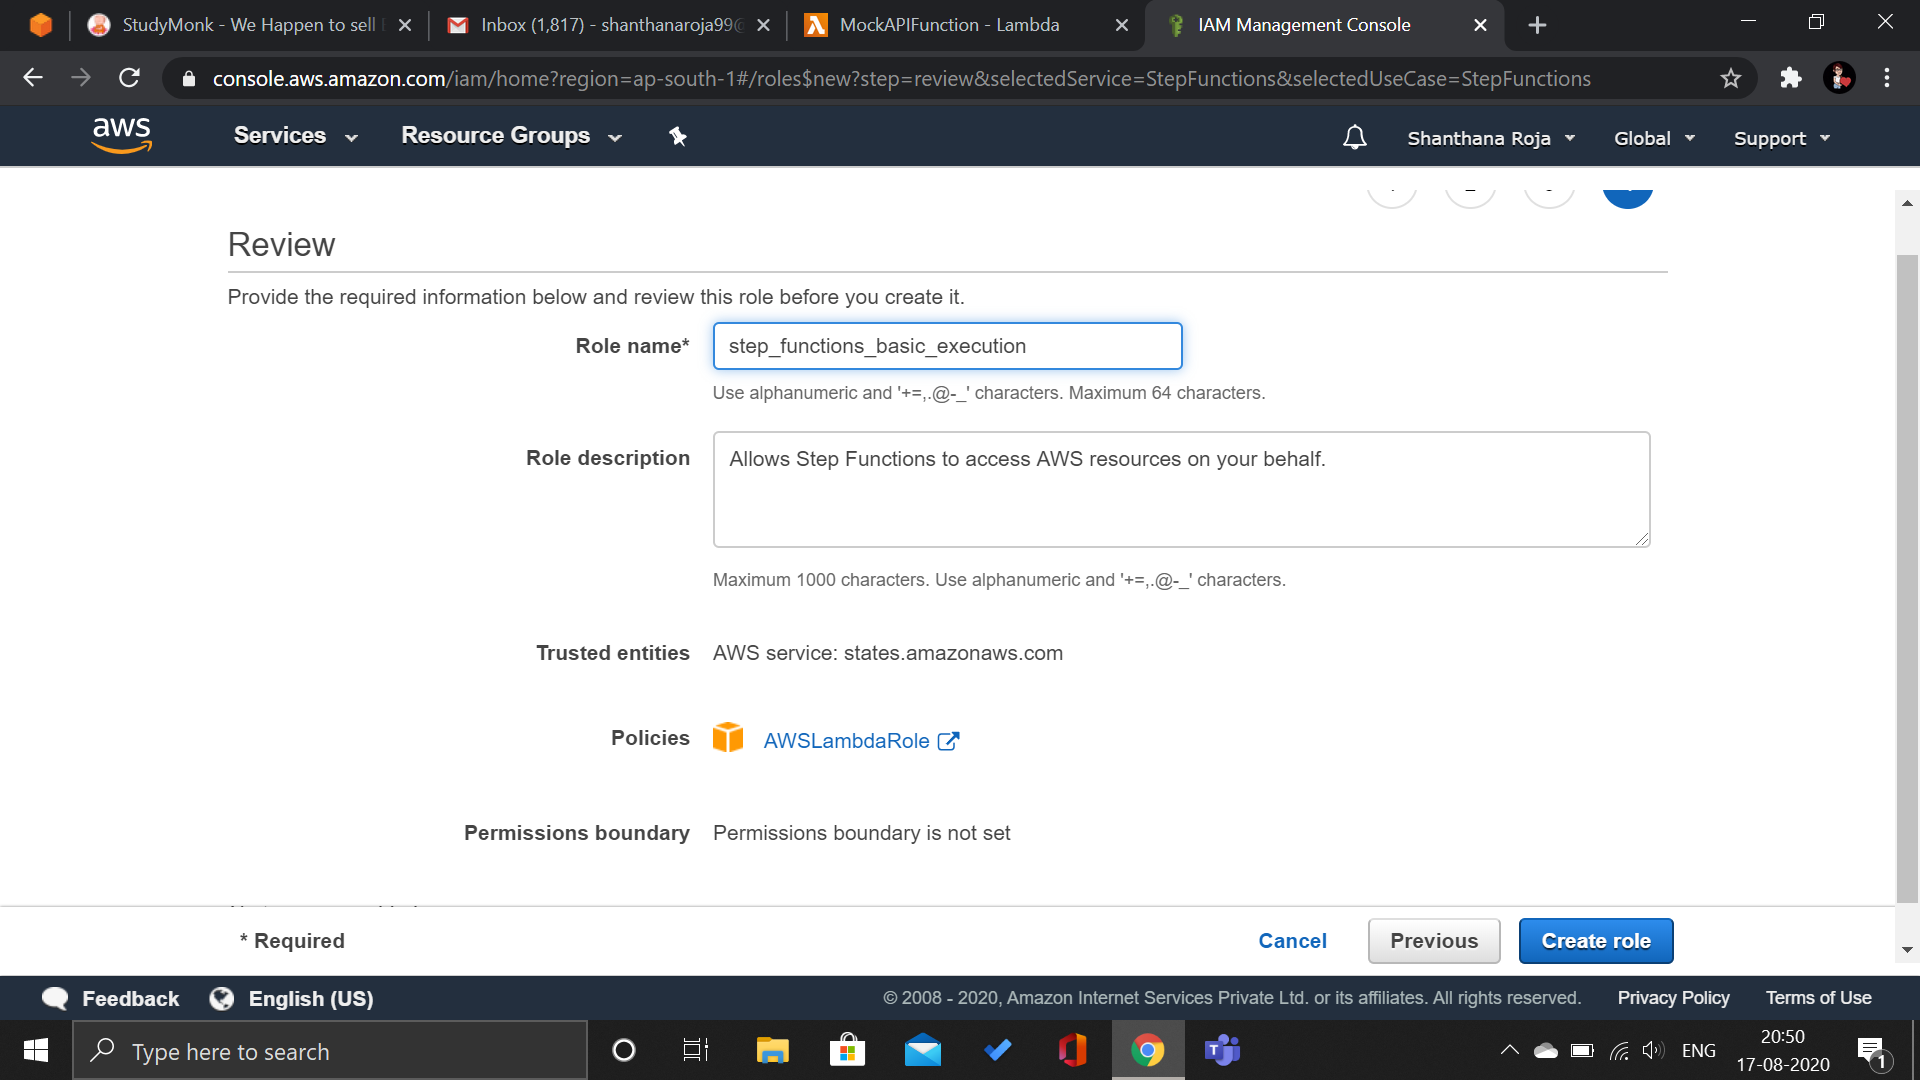 StudyMonk - We Happen to sell
Inbox (1,817) - shanthanaroja99@
MockAPIFunction - Lambda
IAM Management Console
console.aws.amazon.com/iam/home?region=ap-south-1#/roles$new?step=review&selectedService=StepFunctions&selectedUseCase=StepFunctions
aws
Services
Resource Groups
Shanthana Roja
Global
Support
Review
Provide the required information below and review this role before you create it.
Role name*
step_functions_basic_execution
Use alphanumeric and '+=,.@-_' characters. Maximum 64 characters.
Role description
Allows Step Functions to access AWS resources on your behalf.
Maximum 1000 characters. Use alphanumeric and '+=,.@-_' characters.
Trusted entities
AWS service: states.amazonaws.com
Policies
AWSLambdaRole
Permissions boundary
Permissions boundary is not set
* Required
Cancel
Previous
Create role
Feedback
English (US)
© 2008 - 2020, Amazon Internet Services Private Ltd. or its affiliates. All rights reserved.
Privacy Policy
Terms of Use
Type here to search
ENG
20:50
17-08-2020
1